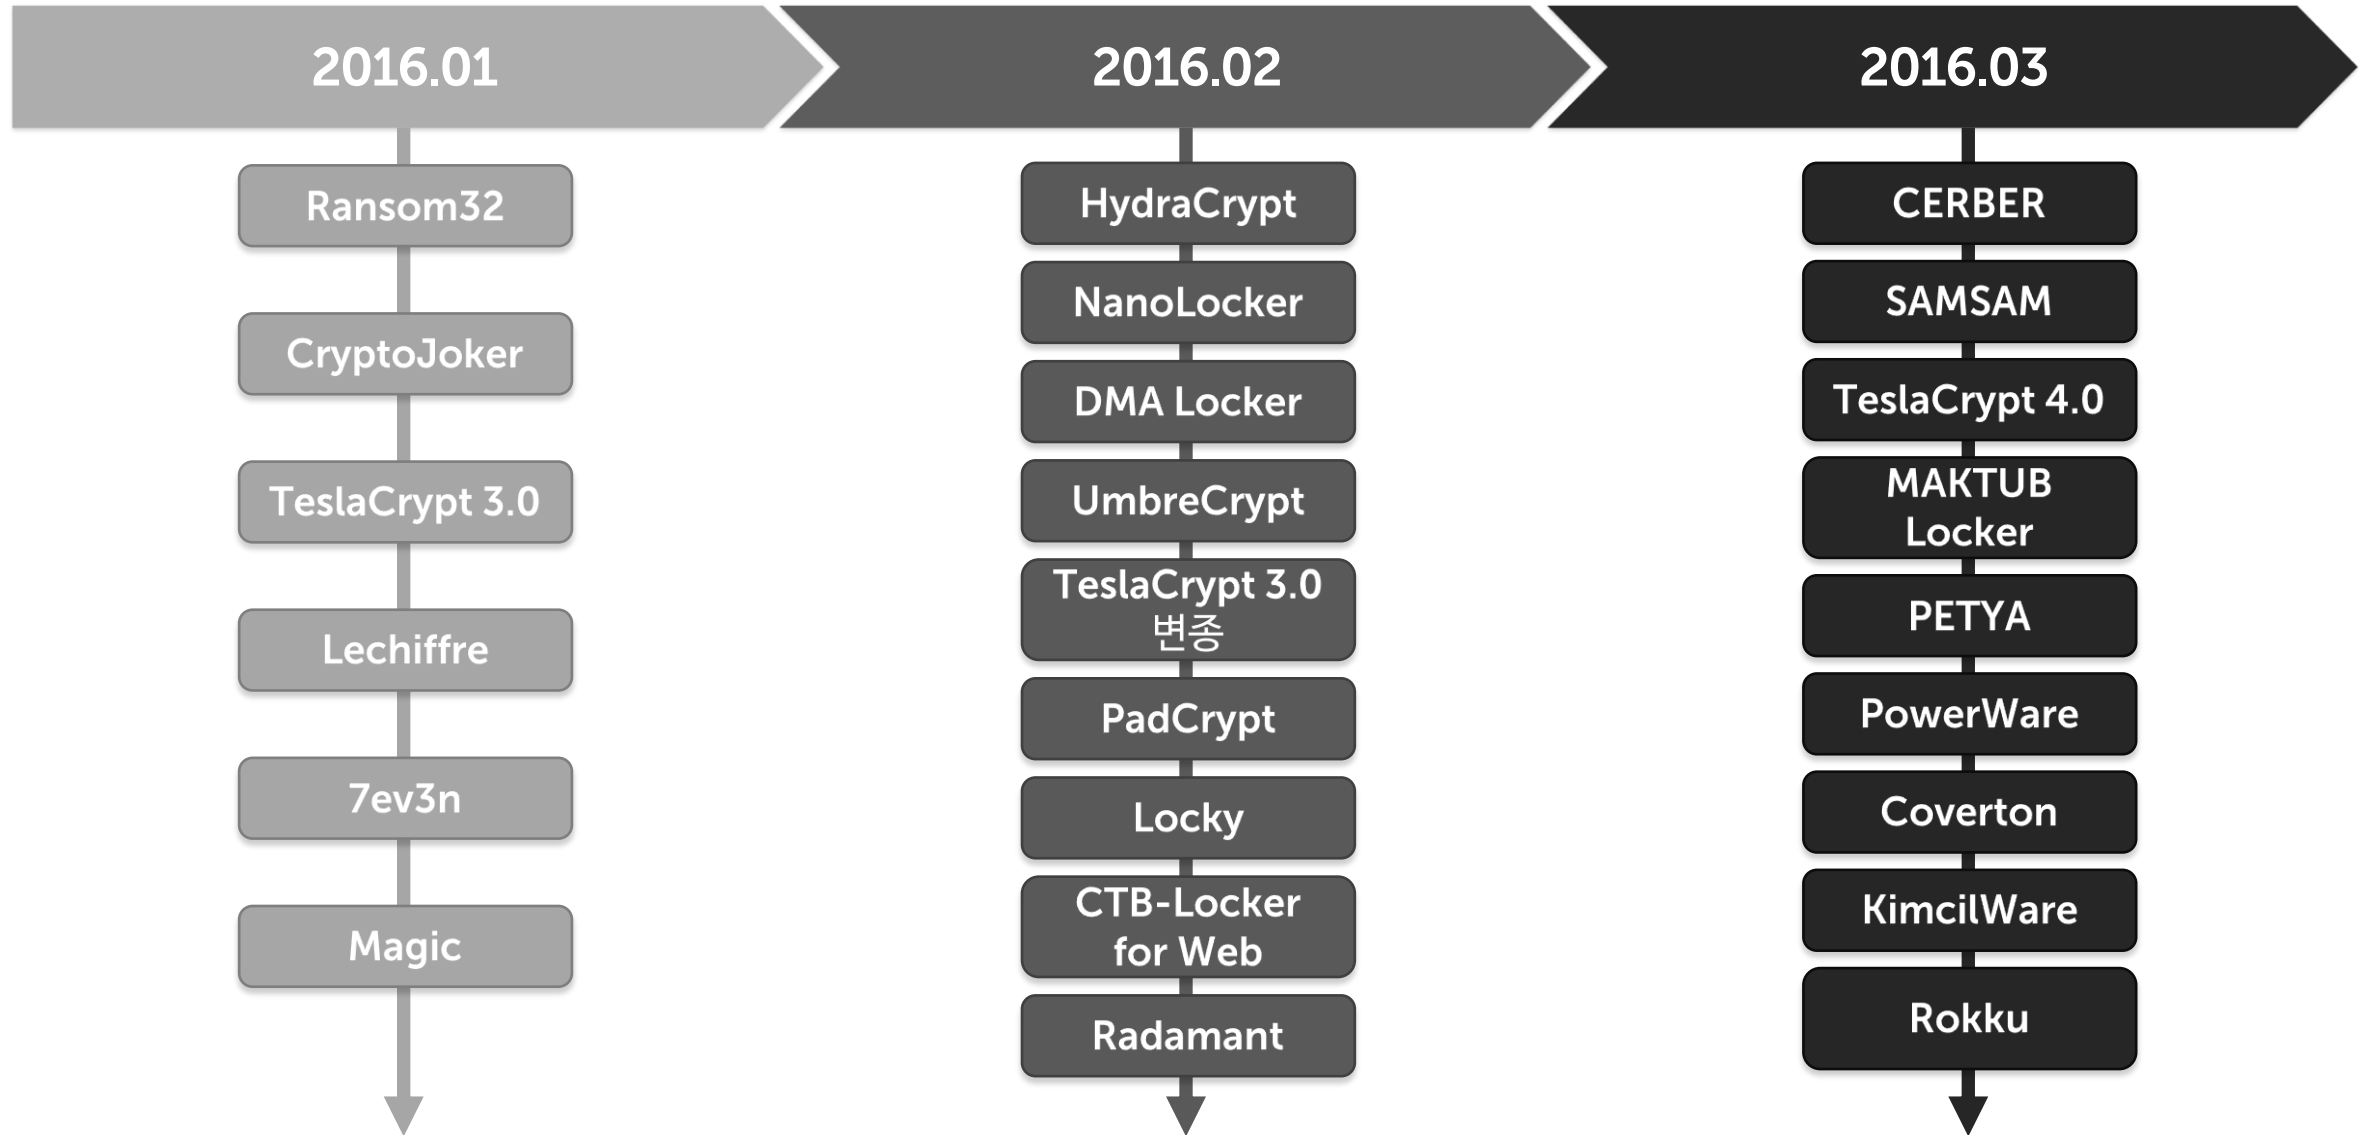 2016.01
2016.02
2016.03
Ransom32
CryptoJoker
TeslaCrypt 3.0
Lechiffre
7ev3n
Magic
HydraCrypt
NanoLocker
DMA Locker
UmbreCrypt
TeslaCrypt 3.0
변종
PadCrypt
Locky
CTB-Locker
for Web
Radamant
CERBER
SAMSAM
TeslaCrypt 4.0
MAKTUB
Locker
PETYA
PowerWare
Coverton
KimcilWare
Rokku